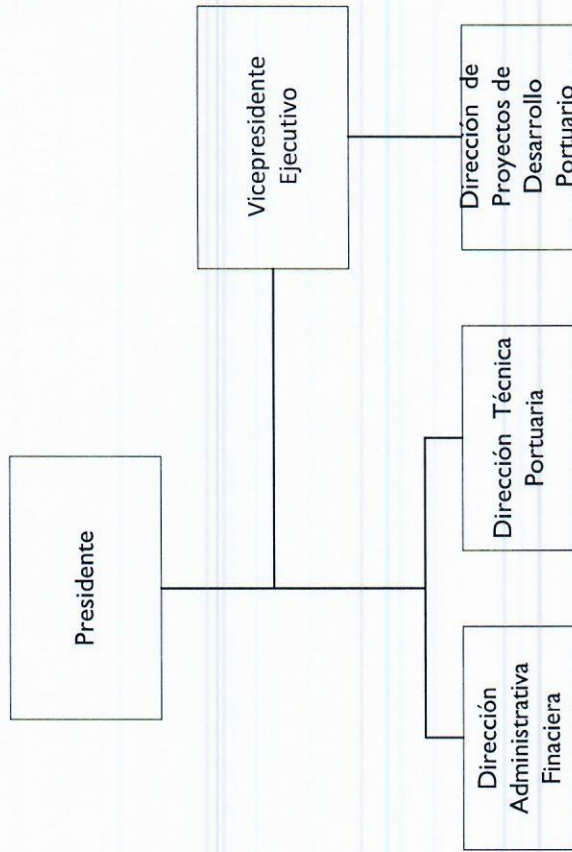 Presidente
Vicepresidente
Ejecutivo
Dirección
Administrativa
Finaciera
Dirección Técnica
Portuaria
Dirección de
Proyectos de
Desarrollo
Portuario